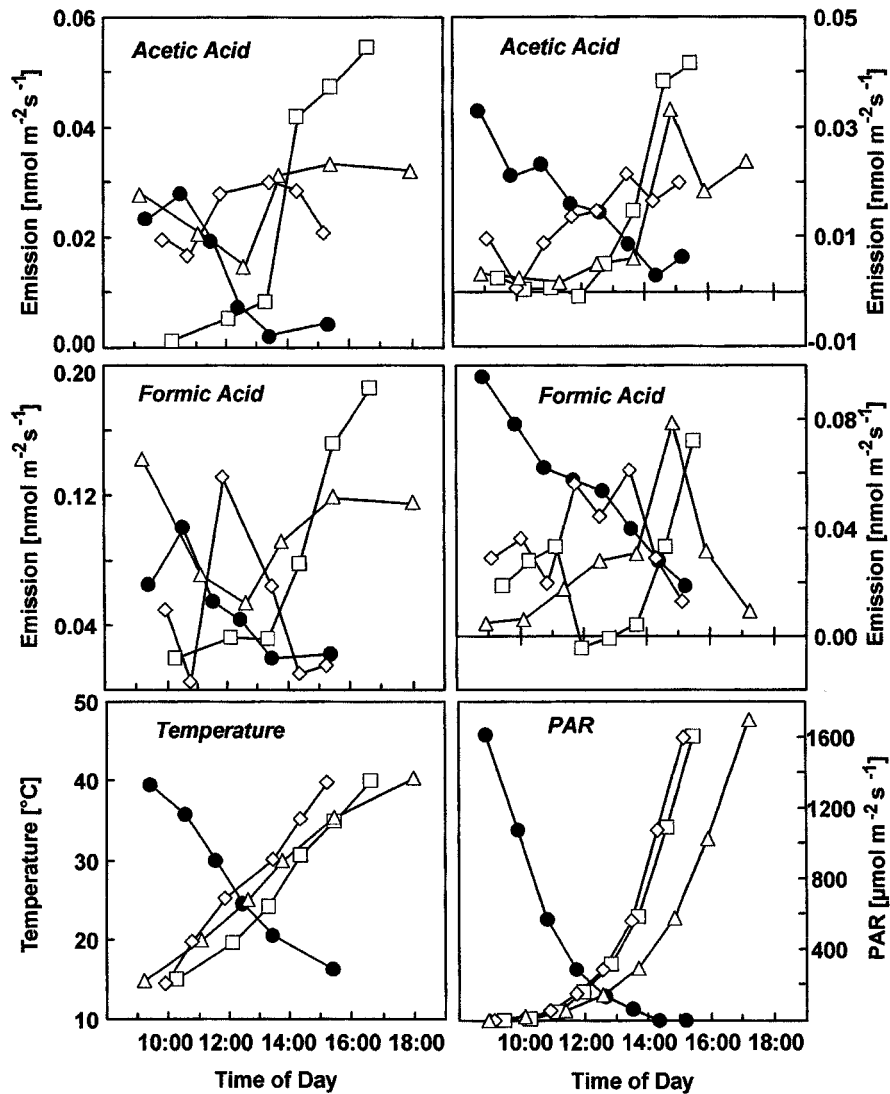 0.06
0.04
0.02
0.00
Emission [nmol m⁻²s⁻¹]
Acetic Acid
Acetic Acid
0.05
0.03
0.01
-0.01
Emission [nmol m⁻²s⁻¹]
0.20
0.12
0.04
Emission [nmol m⁻²s⁻¹]
Formic Acid
Formic Acid
0.08
0.04
0.00
Emission [nmol m⁻²s⁻¹]
50
40
30
20
10
Temperature [°C]
Temperature
PAR
1600
1200
800
400
PAR [µmol m⁻² s⁻¹]
10:00 12:00 14:00 16:00 18:00
10:00 12:00 14:00 16:00 18:00
Time of Day
Time of Day